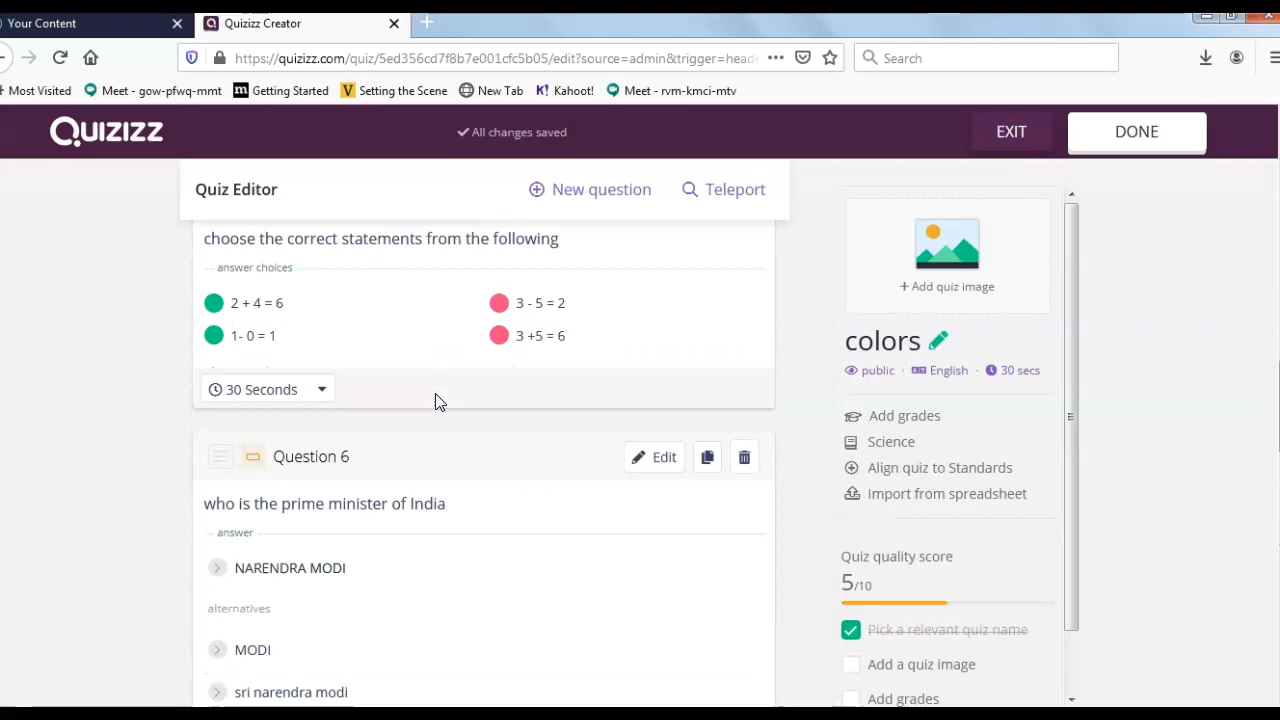 Your Content
Quizizz Creator
https://quizizz.com/quiz/5ed356cd7f8b7e001cfc5b05/edit?source=admin&trigger=head
Search
Most Visited
Meet - gow-pfwq-mmt
Getting Started
Setting the Scene
New Tab
Kahoot!
Meet - rvm-kmci-mtv
QUIZIZZ
All changes saved
EXIT
DONE
Quiz Editor
New question
Teleport
choose the correct statements from the following
answer choices
2 + 4 = 6
3 - 5 = 2
1- 0 = 1
3 +5 = 6
30 Seconds
Question 6
Edit
who is the prime minister of India
answer
NARENDRA MODI
alternatives
MODI
sri narendra modi
+ Add quiz image
colors
public · English · 30 secs
Add grades
Science
Align quiz to Standards
Import from spreadsheet
Quiz quality score
5/10
Pick a relevant quiz name
Add a quiz image
Add grades